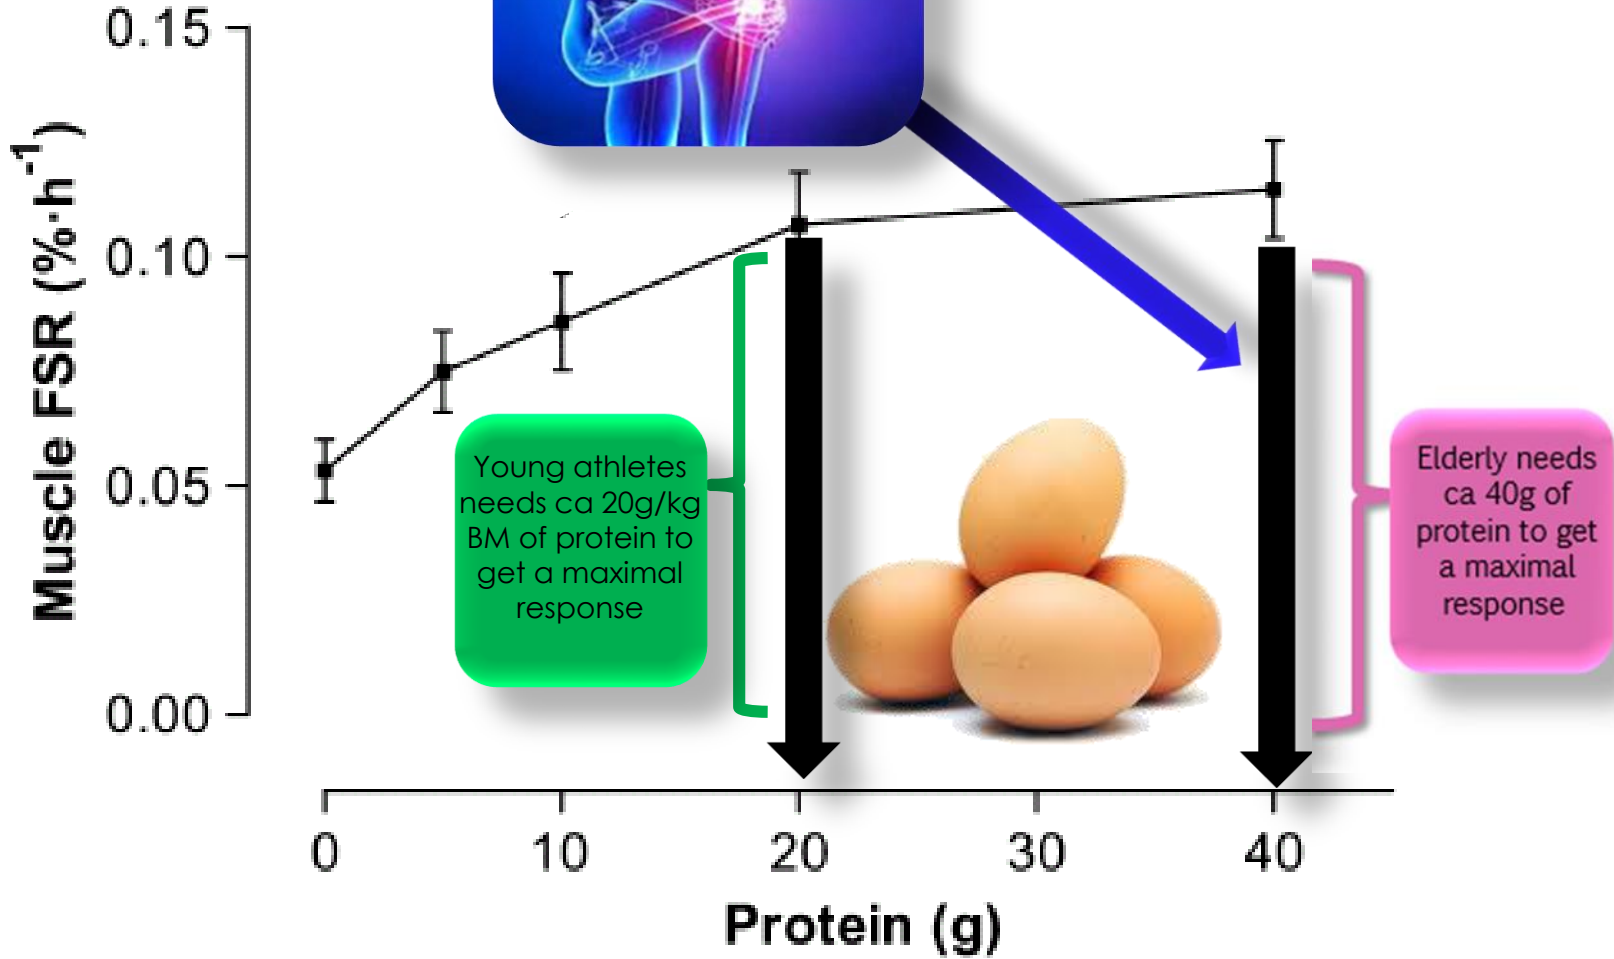 0.15
0.10
0.05
0.00
Muscle FSR (%·h⁻¹)
Young athletes
needs ca 20g/kg
BM of protein to
get a maximal
response
Elderly needs
ca 40g of
protein to get
a maximal
response
0 10 20 30 40
Protein (g)